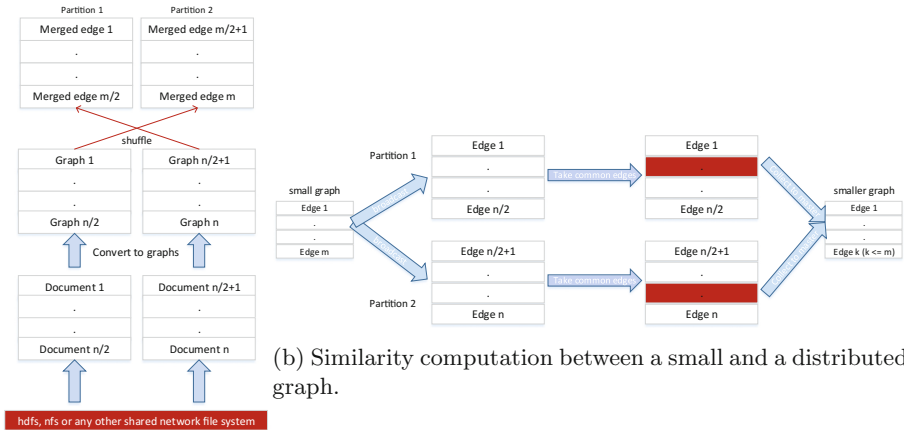 Partition 1
Partition 2
Merged edge 1
Merged edge m/2+1
.
.
.
.
Merged edge m/2
Merged edge m
shuffle
Graph 1
Graph n/2+1
.
.
.
.
Graph n/2
Graph n
Convert to graphs
Document 1
Document n/2+1
.
.
.
.
Document n/2
Document n
hdfs, nfs or any other shared network file system
small graph
Edge 1
.
.
Edge m
Partition 1
Edge 1
.
.
Edge n/2
Take common edges
Edge 1
.
.
Edge n/2
Partition 2
Edge n/2+1
.
.
Edge n
Take common edges
Edge n/2+1
.
.
Edge n
smaller graph
Edge 1
.
.
Edge k (k <= m)
(b) Similarity computation between a small and a distributed
graph.